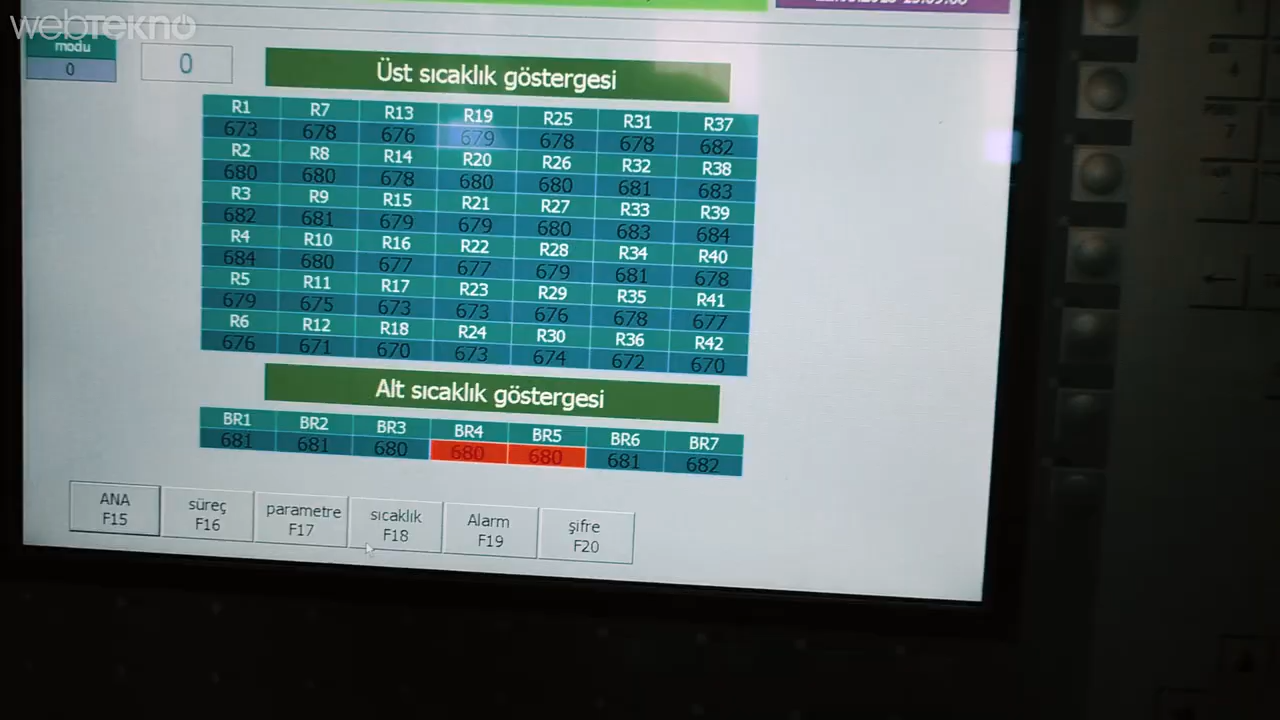 webtekno
modu
0
0
Üst sıcaklık göstergesi
R1 R7 R13 R19 R25 R31 R37
673 678 676 679 678 678 682
R2 R8 R14 R20 R26 R32 R38
680 680 678 680 680 681 683
R3 R9 R15 R21 R27 R33 R39
682 681 679 679 680 683 684
R4 R10 R16 R22 R28 R34 R40
684 680 677 677 679 681 678
R5 R11 R17 R23 R29 R35 R41
679 675 673 673 676 678 677
R6 R12 R18 R24 R30 R36 R42
676 671 670 673 674 672 670
Alt sıcaklık göstergesi
BR1 BR2 BR3 BR4 BR5 BR6 BR7
681 681 680 680 680 681 682
ANA süreç parametre sıcaklık Alarm şifre
F15 F16 F17 F18 F19 F20
4
7